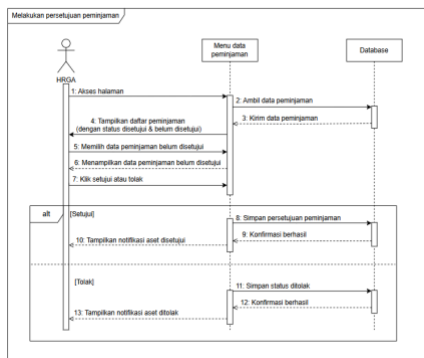 Melakukan persetujuan peminjaman
Menu data
peminjaman
Database
HRGA
1: Akses halaman
2: Ambil data peminjaman
3: Kirim data peminjaman
4: Tampilkan daftar peminjaman
(dengan status disetujui & belum disetujui)
5: Memilih data peminjaman belum disetujui
6: Menampilkan data peminjaman belum disetujui
7: Klik setujui atau tolak
alt
[Setujui]
8: Simpan persetujuan peminjaman
9: Konfirmasi berhasil
10: Tampilkan notifikasi aset disetujui
[Tolak]
11: Simpan status ditolak
12: Konfirmasi berhasil
13: Tampilkan notifikasi aset ditolak